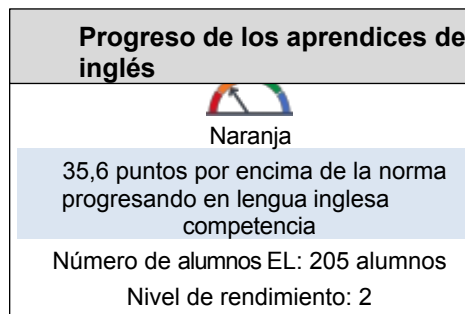 Progreso de los aprendices de
inglés
Naranja
35,6 puntos por encima de la norma
progresando en lengua inglesa
competencia
Número de alumnos EL: 205 alumnos
Nivel de rendimiento: 2